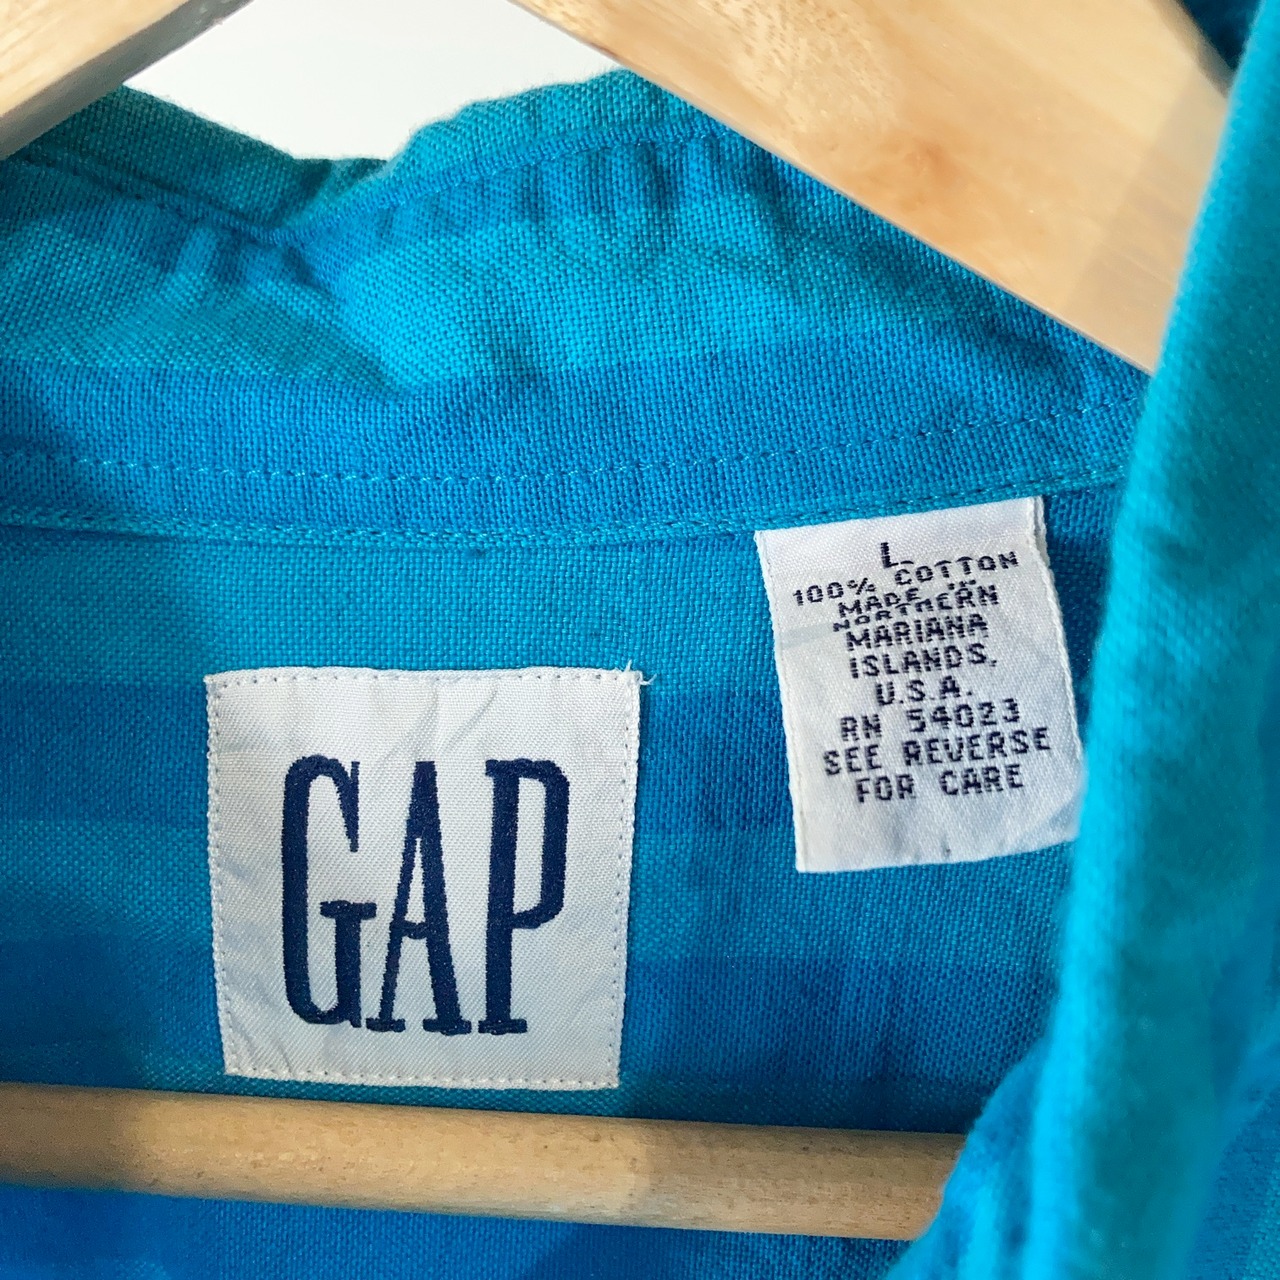 GAP
L
100% COTTON
MADE IN
NORTHERN
MARIANA
ISLANDS,
U.S.A.
RN 54023
SEE REVERSE
FOR CARE